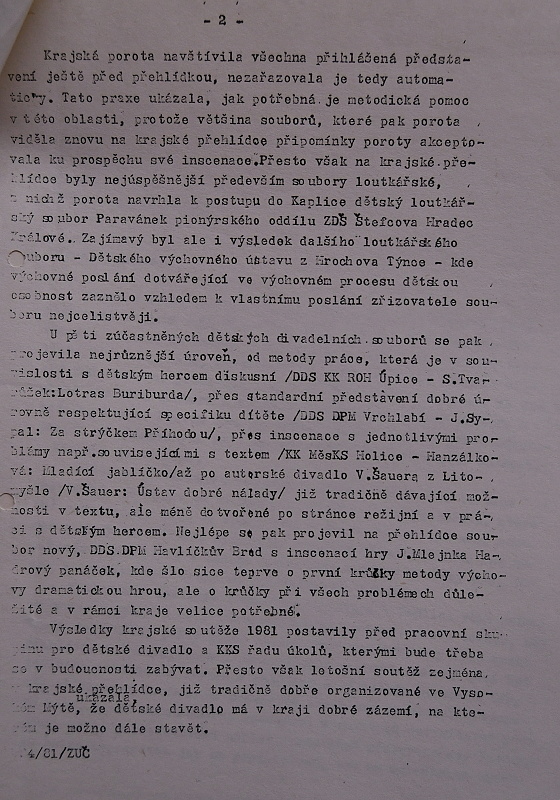 - 2 -
Krajská porota navštívila všechna přihlášená předsta-
vení ještě před přehlídkou, nezařazovala je tedy automa-
ticky. Tato praxe ukázala, jak potřebná je metodická pomoc
v této oblasti, protože většina souborů, které pak porota
viděla znovu na krajské přehlídce připomínky poroty akcepto-
vala ku prospěchu své inscenace.Přesto však na krajské pře-
hlídce byly nejúspěšnější především soubory loutkářské,
z nichž porota navrhla k postupu do Kaplice dětský loutkář-
ský soubor Paravánek pionýrského oddílu ZDŠ Štefcova Hradec
Králové. Zajímavý byl ale i výsledek dalšího loutkářského
souboru - Dětského výchovného ústavu z Hrochova Týnce - kde
výchovné poslání dotvářející ve výchovném procesu dětskou
osobnost zaznělo vzhledem k vlastnímu poslání zřizovatele sou-
boru nejcelistvěji.
U pěti zúčastněných dětských divadelních souborů se pak
projevila nejrůznější úroveň, od metody práce, která je v sou-
vislosti s dětským hercem diskusní /DDS KK ROH Úpice - S.Tvar-
růžek:Lotras Buriburda/, přes standardní představení dobré ú-
rovně respektující specifiku dítěte /DDS DPM Vrchlabí - J.Sy-
pal: Za strýčkem Příhodou/, přes inscenace s jednotlivými pro-
blámy např.souvisejícími s textem /KK MěsKS Holice - Hanzálko-
vá: Mladící jablíčko/až po autorské divadlo V.Šauera z Lito-
myšle /V.Šauer: Ústav dobré nálady/ již tradičně dávající mož-
nosti v textu, ale méně dotvořené po stránce režijní a v prá-
ci s dětským hercem. Nejlépe se pak projevil na přehlídce sou-
bor nový, DDS DPM Havlíčkův Brod s inscenací hry J.Mlejnka Ha-
drový panáček, kde šlo sice teprve o první krůčky metody výcho-
vy dramatickou hrou, ale o krůčky při všech problémech důle-
žité a v rámci kraje velice potřebné.
Výsledky krajské soutěže 1981 postavily před pracovní sku-
pinu pro dětské divadlo a KKS řadu úkolů, kterými bude třeba
se v budoucnosti zabývat. Přesto však letošní soutěž zejména
v krajské přehlídce, již tradičně dobře organizované ve Vyso-
ukázala,
kém Mýtě, že dětské divadlo má v kraji dobré zázemí, na kte-
rém je možno dále stavět.
4/81/ZUČ